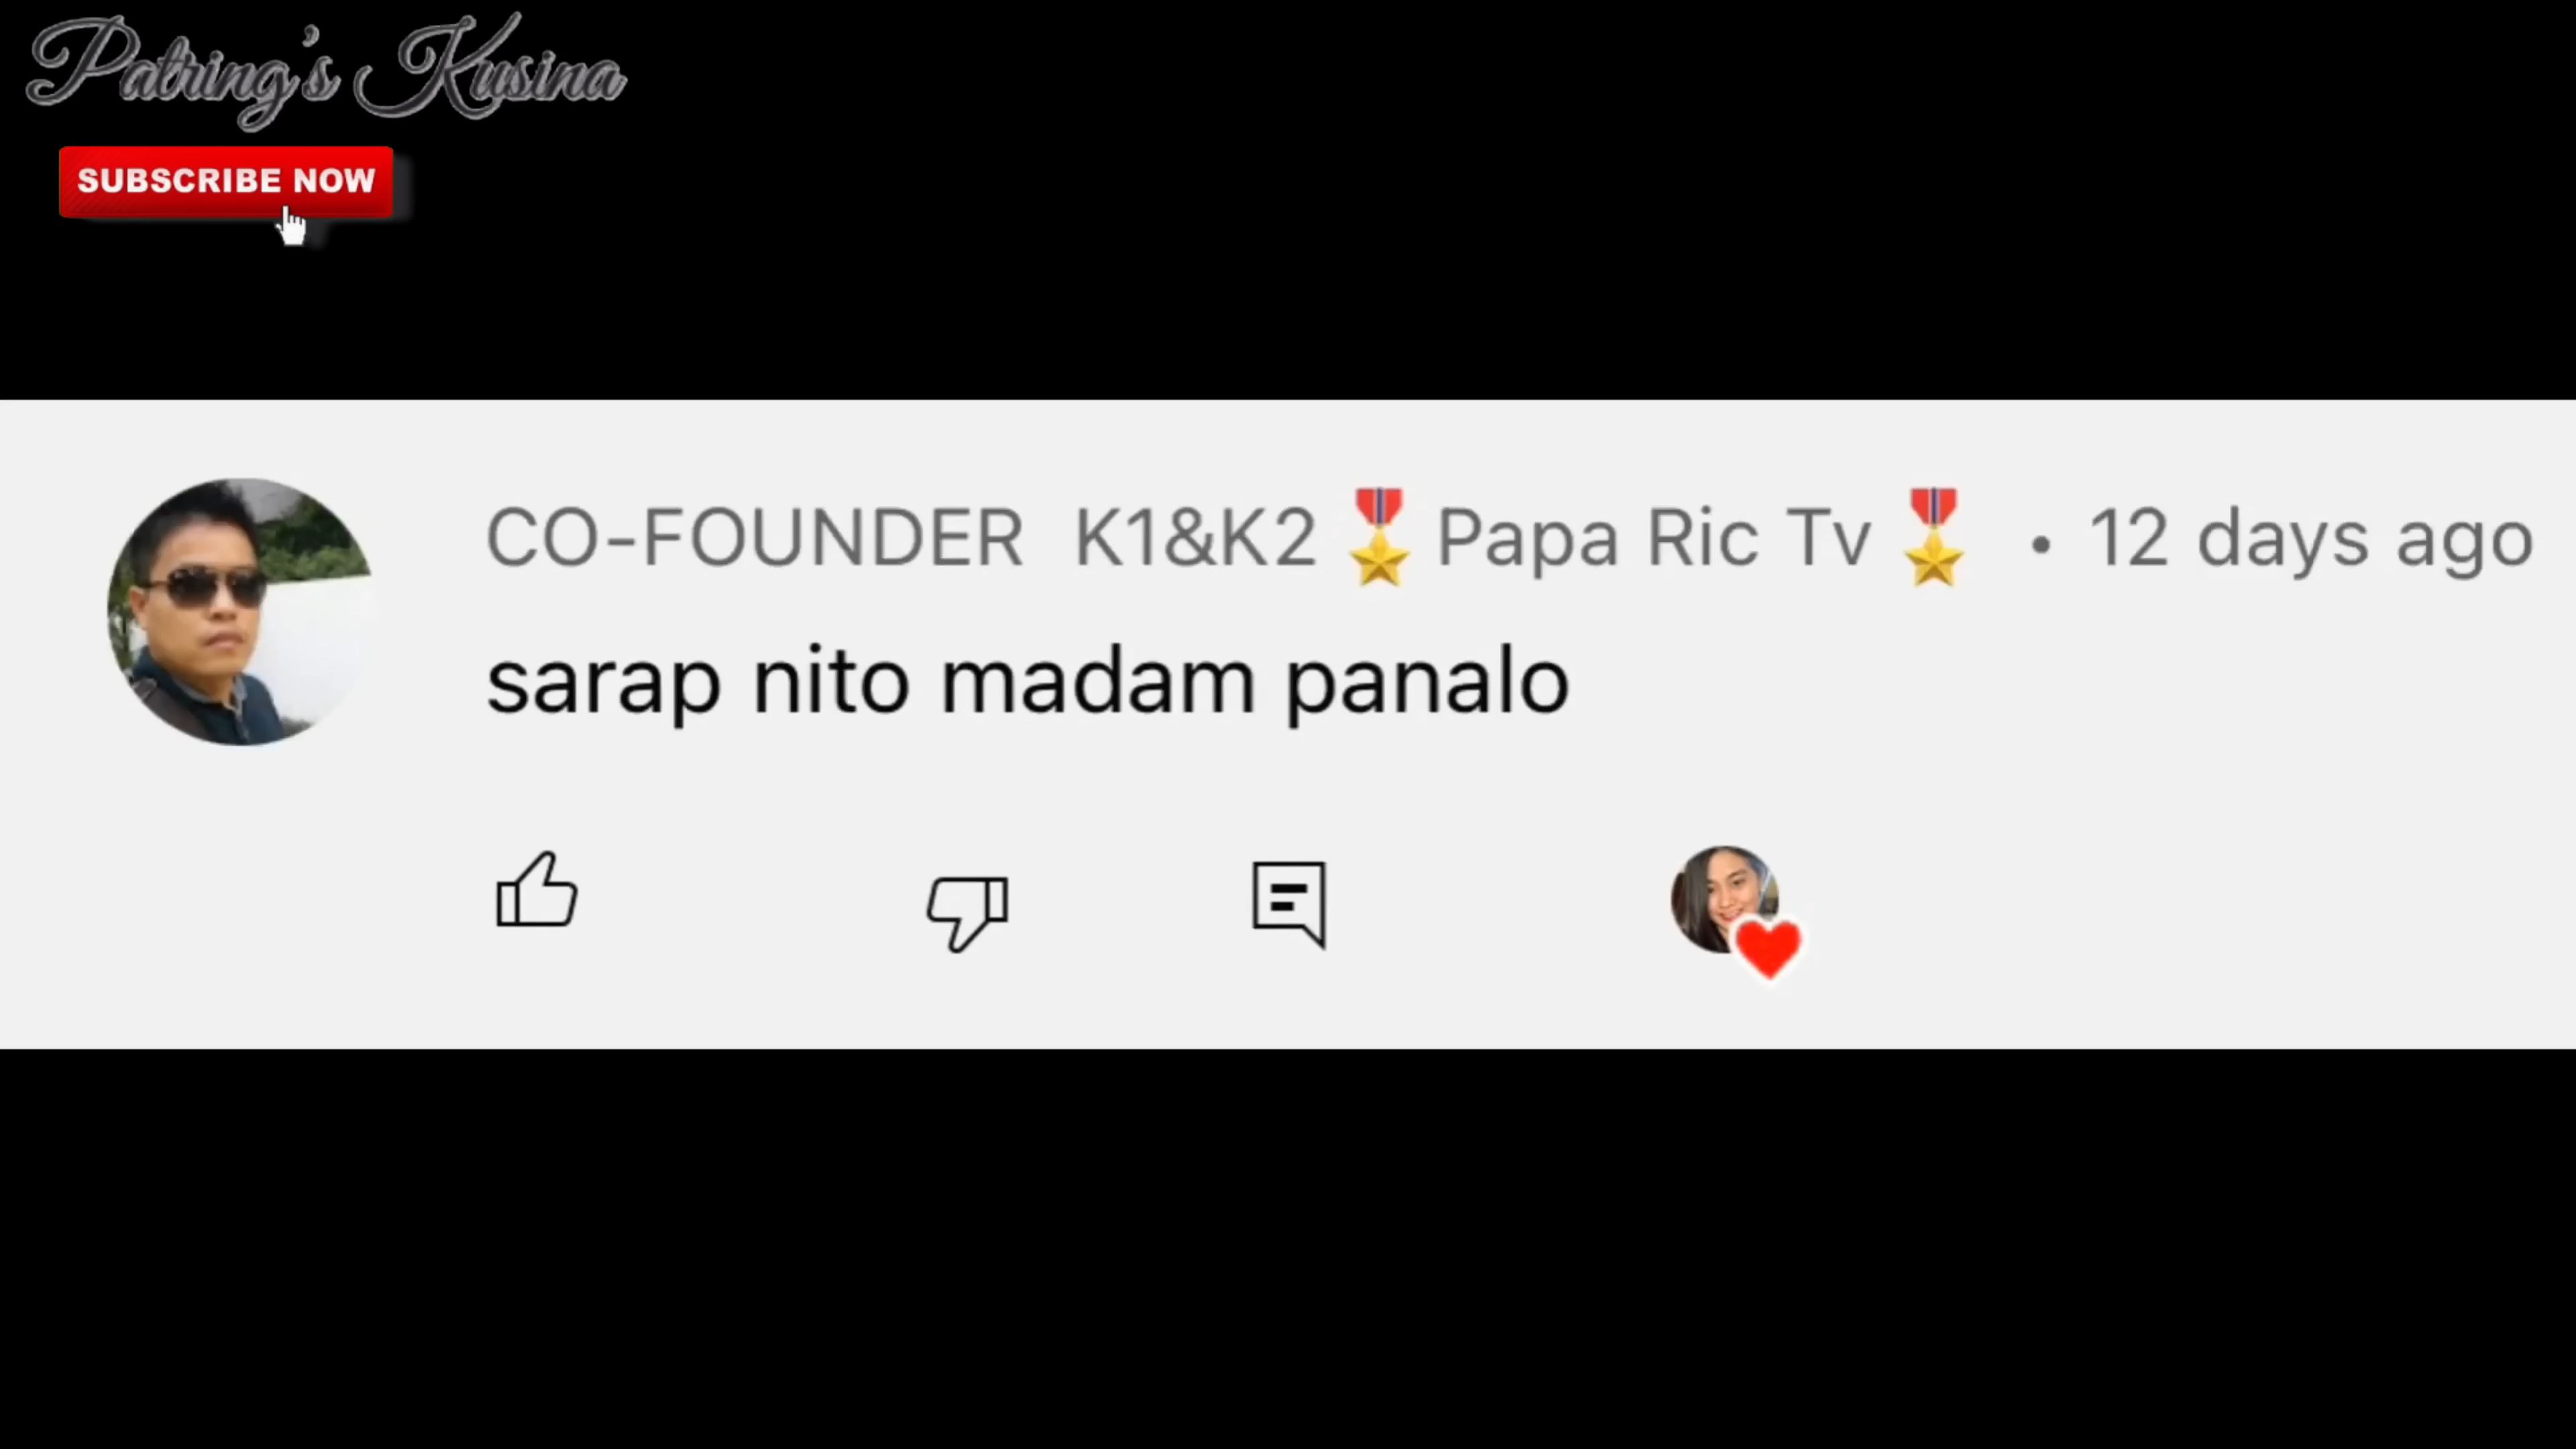 Patring's Kusina
SUBSCRIBE NOW
CO-FOUNDER K1&K2🎖Papa Ric Tv🎖 • 12 days ago
sarap nito madam panalo